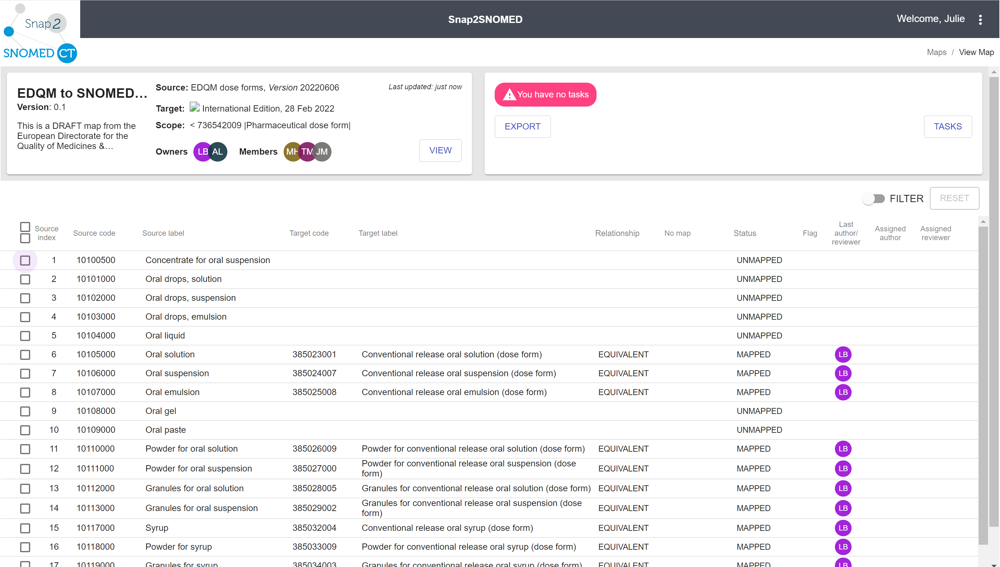 Snap 2
SNOMED CT
Snap2SNOMED
Welcome, Julie
Maps / View Map
EDQM to SNOMED...
Version: 0.1
This is a DRAFT map from the
European Directorate for the
Quality of Medicines &...
Source: EDQM dose forms, Version 20220606
Last updated: just now
Target: International Edition, 28 Feb 2022
Scope: < 736542009 |Pharmaceutical dose form|
Owners LB AL Members MH TM JM
VIEW
You have no tasks
EXPORT
TASKS
FILTER RESET
Source index Source code Source label Target code Target label Relationship No map Status Flag Last author/ reviewer Assigned author Assigned reviewer
1 10100500 Concentrate for oral suspension UNMAPPED
2 10101000 Oral drops, solution UNMAPPED
3 10102000 Oral drops, suspension UNMAPPED
4 10103000 Oral drops, emulsion UNMAPPED
5 10104000 Oral liquid UNMAPPED
6 10105000 Oral solution 385023001 Conventional release oral solution (dose form) EQUIVALENT MAPPED LB
7 10106000 Oral suspension 385024007 Conventional release oral suspension (dose form) EQUIVALENT MAPPED LB
8 10107000 Oral emulsion 385025008 Conventional release oral emulsion (dose form) EQUIVALENT MAPPED LB
9 10108000 Oral gel UNMAPPED
10 10109000 Oral paste UNMAPPED
11 10110000 Powder for oral solution 385026009 Powder for conventional release oral solution (dose form) EQUIVALENT MAPPED LB
12 10111000 Powder for oral suspension 385027000 Powder for conventional release oral suspension (dose form) EQUIVALENT MAPPED LB
13 10112000 Granules for oral solution 385028005 Granules for conventional release oral solution (dose form) EQUIVALENT MAPPED LB
14 10113000 Granules for oral suspension 385029002 Granules for conventional release oral suspension (dose form) EQUIVALENT MAPPED LB
15 10117000 Syrup 385032004 Conventional release oral syrup (dose form) EQUIVALENT MAPPED LB
16 10118000 Powder for syrup 385033009 Powder for conventional release oral syrup (dose form) EQUIVALENT MAPPED LB
17 10119000 Granules for syrup 385034003 Granules for conventional release oral syrup (dose form) EQUIVALENT MAPPED LB